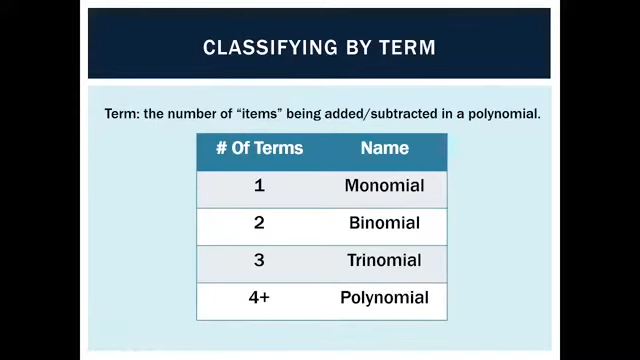 CLASSIFYING BY TERM
Term: the number of “items” being added/subtracted in a polynomial.
# Of Terms Name
1 Monomial
2 Binomial
3 Trinomial
4+ Polynomial